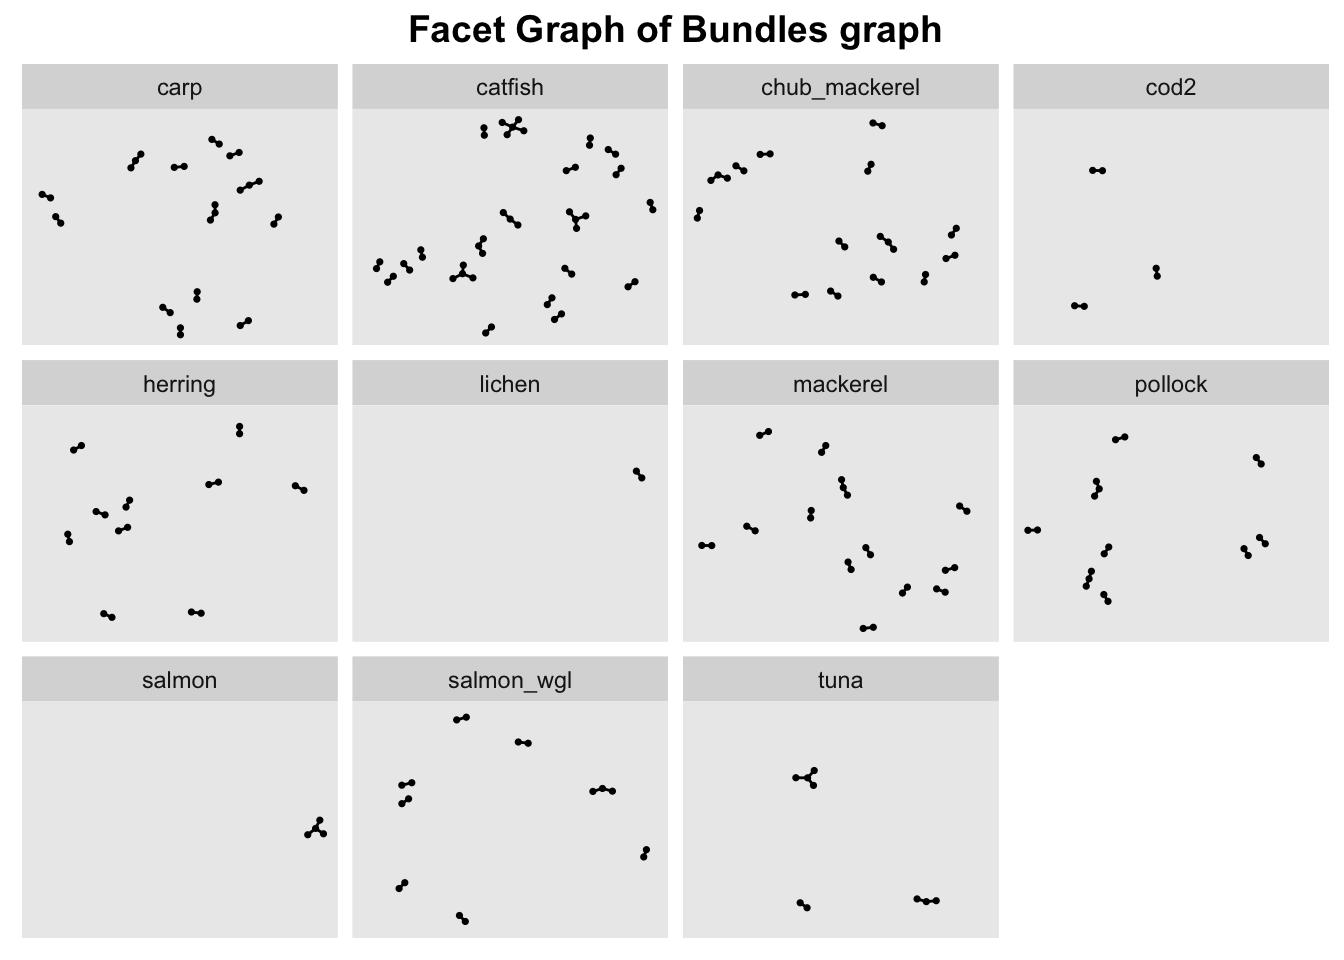 Facet Graph of Bundles graph
carp
catfish
chub_mackerel
cod2
herring
lichen
mackerel
pollock
salmon
salmon_wgl
tuna